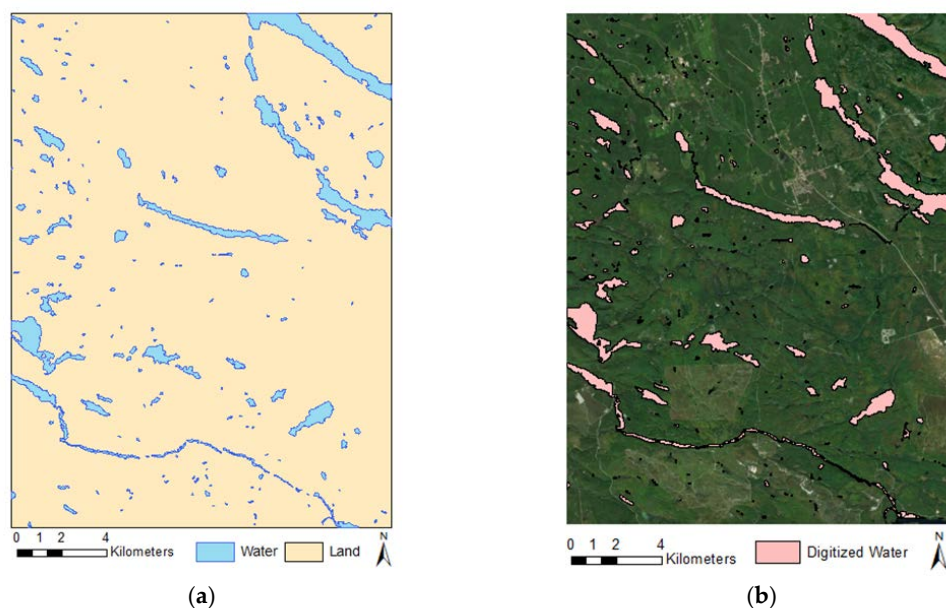 0 1 2 4
Kilometers
Water
Land
N
(a)
0 1 2 4
Kilometers
Digitized Water
N
(b)